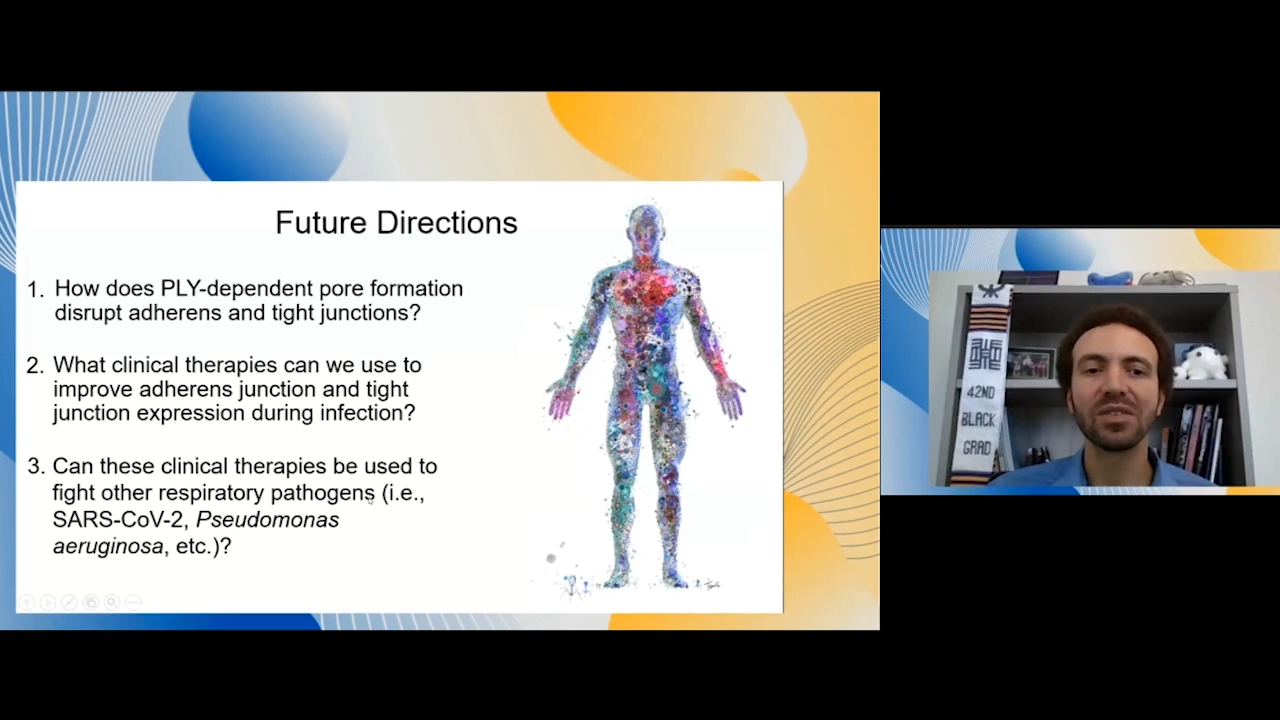 Future Directions
1. How does PLY-dependent pore formation
disrupt adherens and tight junctions?
2. What clinical therapies can we use to
improve adherens junction and tight
junction expression during infection?
3. Can these clinical therapies be used to
fight other respiratory pathogens (i.e.,
SARS-CoV-2, Pseudomonas
aeruginosa, etc.)?
42ND
BLACK
GRAD